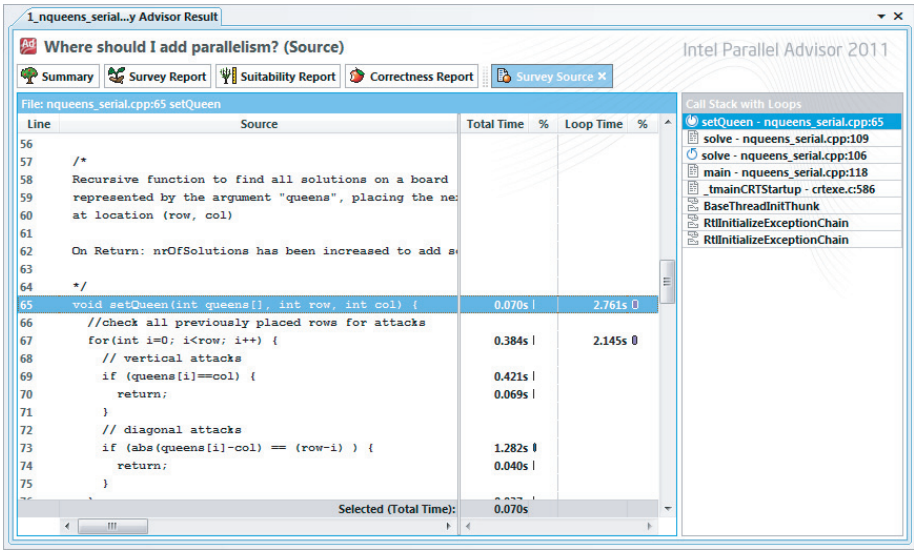 1_nqueens_serial...y Advisor Result
Where should I add parallelism? (Source)
Intel Parallel Advisor 2011
Summary Survey Report Suitability Report Correctness Report Survey Source
File: nqueens_serial.cpp:65 setQueen
Line Source Total Time % Loop Time %
56
57 /*
58 Recursive function to find all solutions on a board
59 represented by the argument "queens", placing the
60 at location (row, col)
61
62 On Return: nrOfSolutions has been increased to add
63
64 */
65 void setQueen(int queens[], int row, int col) { 0.070s 2.761s
66 //check all previously placed rows for attacks
67 for(int i=0; i<row; i++) { 0.384s 2.145s
68 // vertical attacks
69 if (queens[i]==col) { 0.421s
70 return; 0.069s
71 }
72 // diagonal attacks
73 if (abs(queens[i]-col) == (row-i) ) { 1.282s
74 return; 0.040s
75 }
Selected (Total Time): 0.070s
Call Stack with Loops
setQueen - nqueens_serial.cpp:65
solve - nqueens_serial.cpp:109
solve - nqueens_serial.cpp:106
main - nqueens_serial.cpp:118
_tmainCRTStartup - crtexe.c:586
BaseThreadInitThunk
RtlInitializeExceptionChain
RtlInitializeExceptionChain